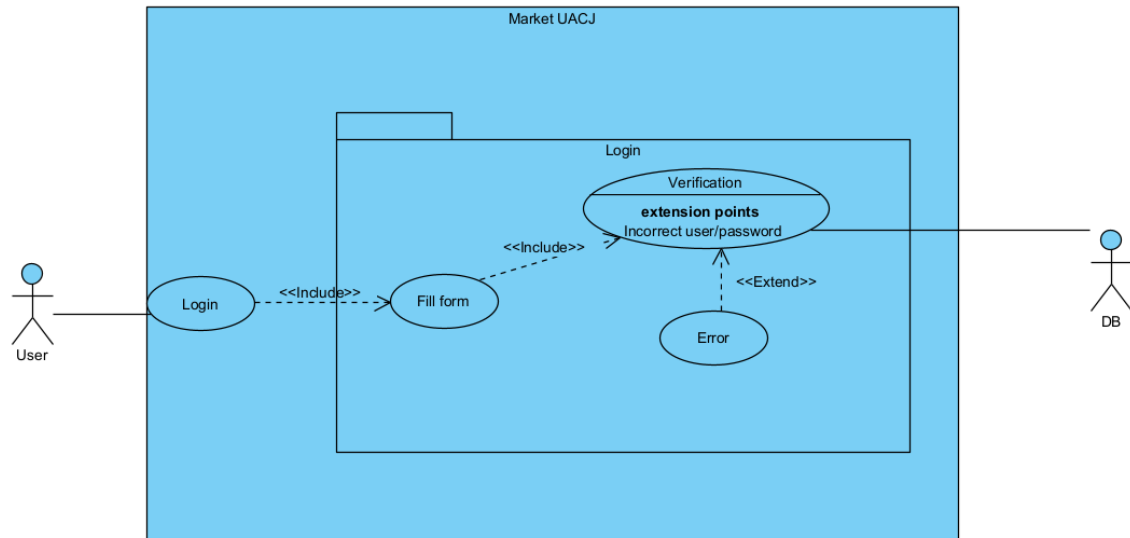 Market UACJ
Login
Verification
extension points
Incorrect user/password
<<Include>>
<<Extend>>
<<Include>>
Login
Fill form
Error
User
DB